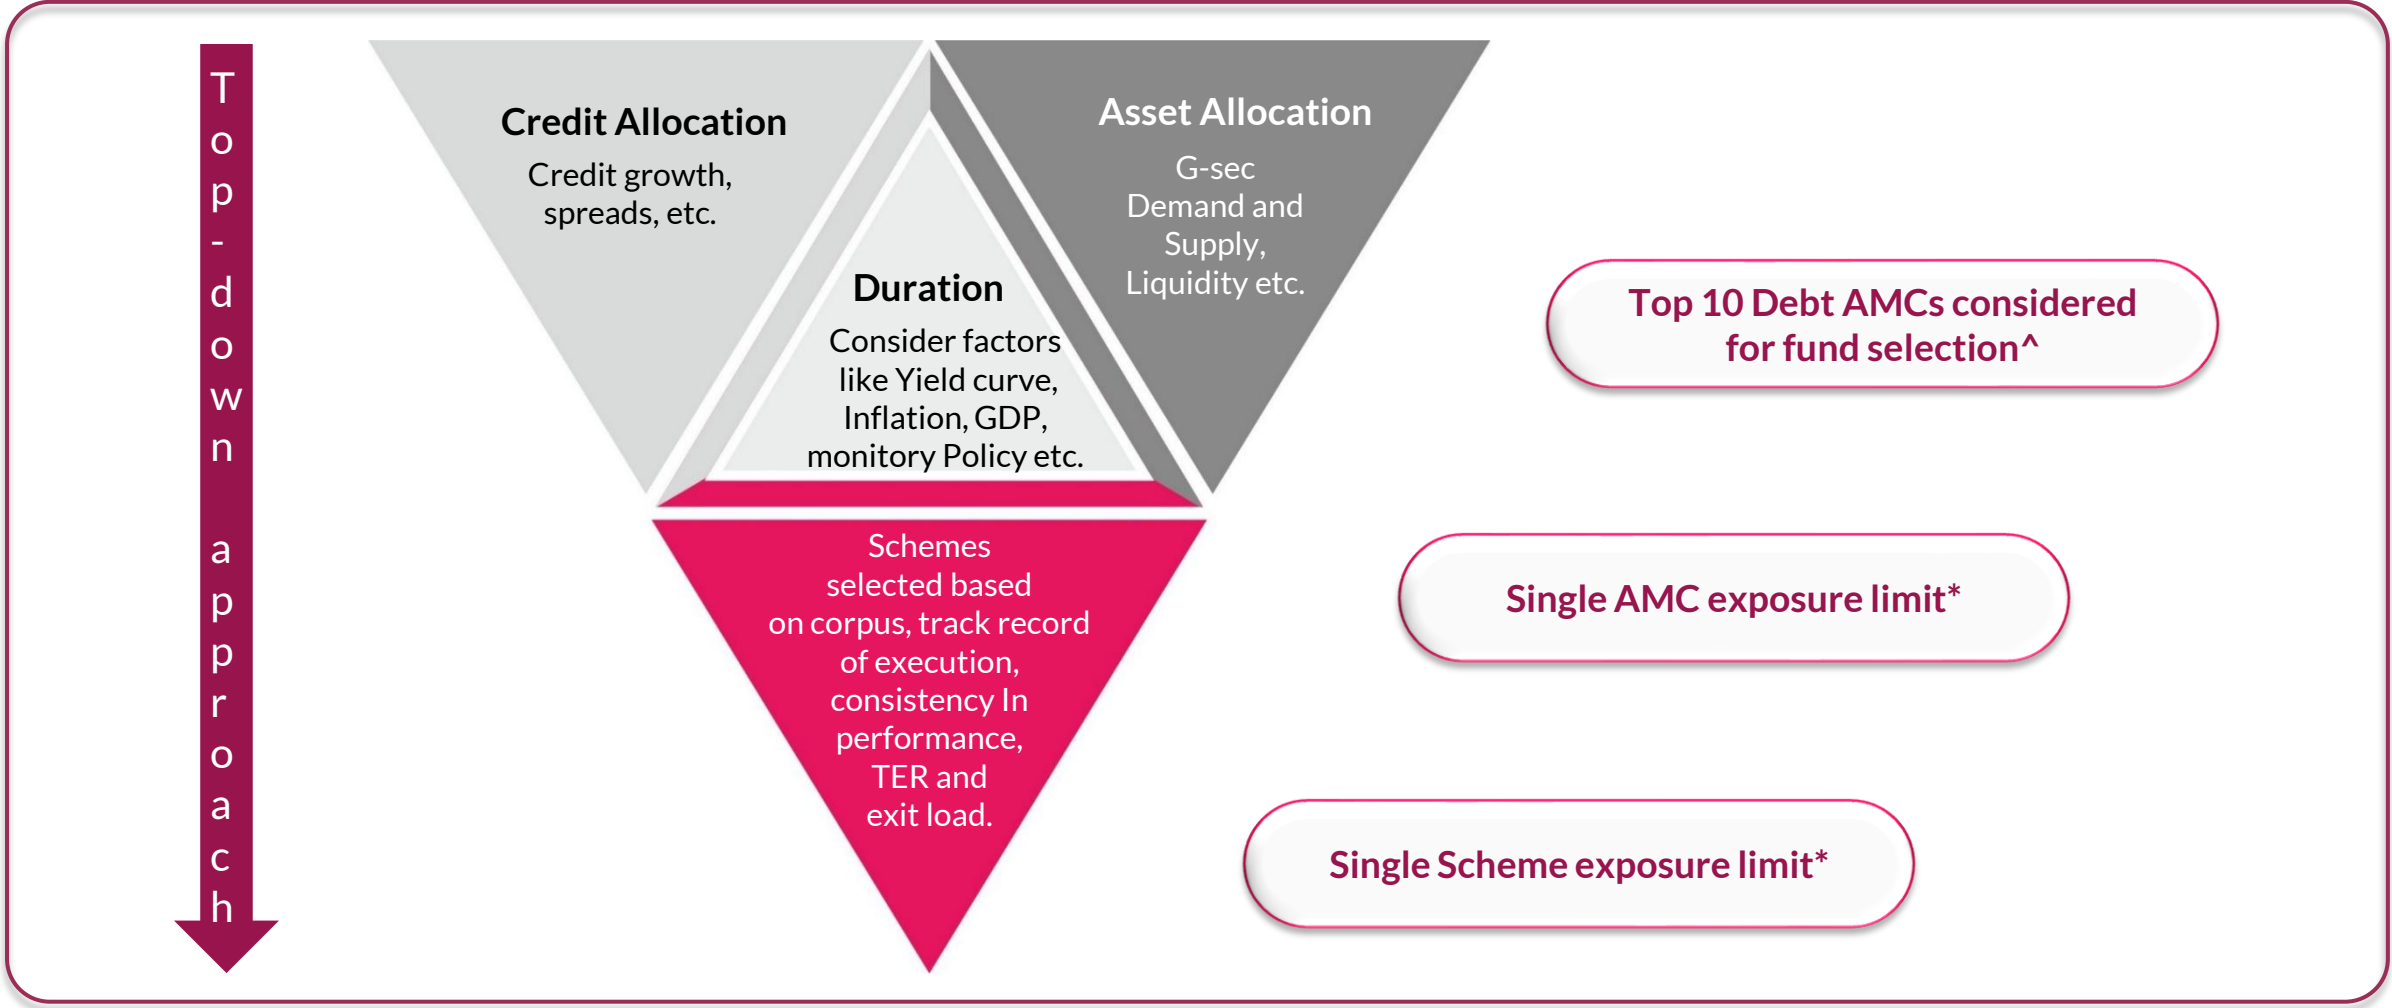 Top-down approach
Credit Allocation
Credit growth,
spreads, etc.
Asset Allocation
G-sec
Demand and
Supply,
Liquidity etc.
Duration
Consider factors
like Yield curve,
Inflation, GDP,
monitory Policy etc.
Schemes
selected based
on corpus, track record
of execution,
consistency In
performance,
TER and
exit load.
Top 10 Debt AMCs considered
for fund selection^
Single AMC exposure limit*
Single Scheme exposure limit*